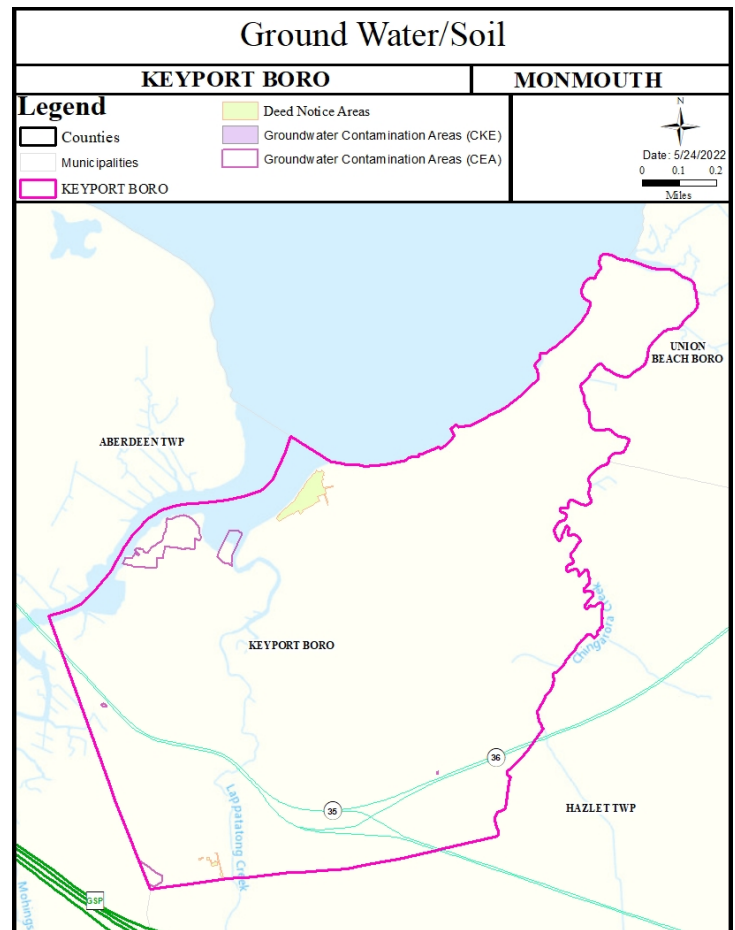 Ground Water/Soil
KEYPORT BORO
MONMOUTH
Legend
Counties
Municipalities
KEYPORT BORO
Deed Notice Areas
Groundwater Contamination Areas (CKE)
Groundwater Contamination Areas (CEA)
N
Date: 5/24/2022
0 0.1 0.2
Miles
UNION
BEACH BORO
ABERDEEN TWP
KEYPORT BORO
Chingarora Creek
36
35
HAZLET TWP
Lappatatong Creek
GSP
Mohings